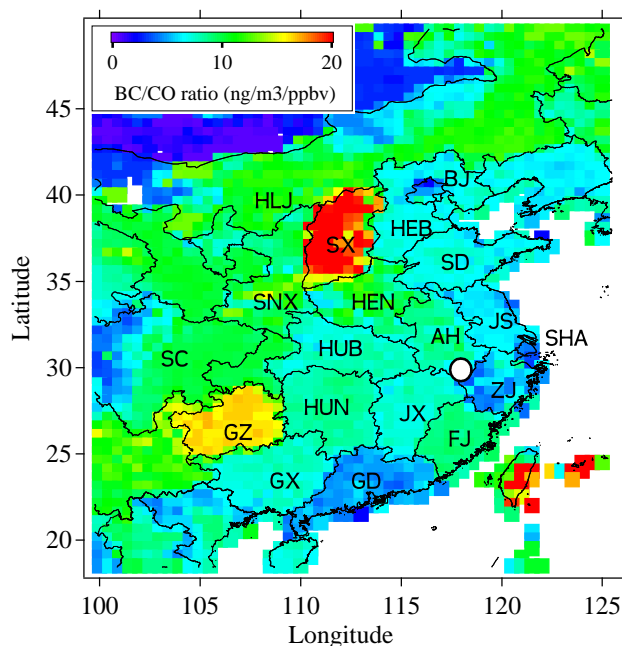 0 10 20
BC/CO ratio (ng/m3/ppbv)
45
40
35
30
25
20
Latitude
BJ
HLJ
HEB
SX
SD
SNX
HEN
JS
AH
SHA
HUB
SC
ZJ
HUN
JX
GZ
FJ
GX
GD
100 105 110 115 120 125
Longitude